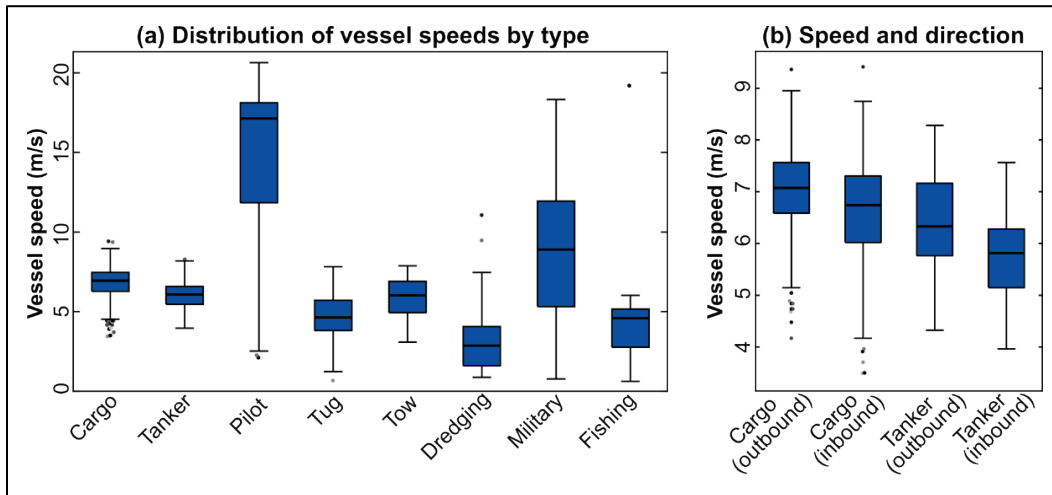 (a) Distribution of vessel speeds by type
Vessel speed (m/s)
20
15
10
5
0
Cargo
Tanker
Pilot
Tug
Tow
Dredging
Military
Fishing
(b) Speed and direction
Vessel speed (m/s)
9
8
7
6
5
4
Cargo
(outbound)
Cargo
(inbound)
Tanker
(outbound)
Tanker
(inbound)